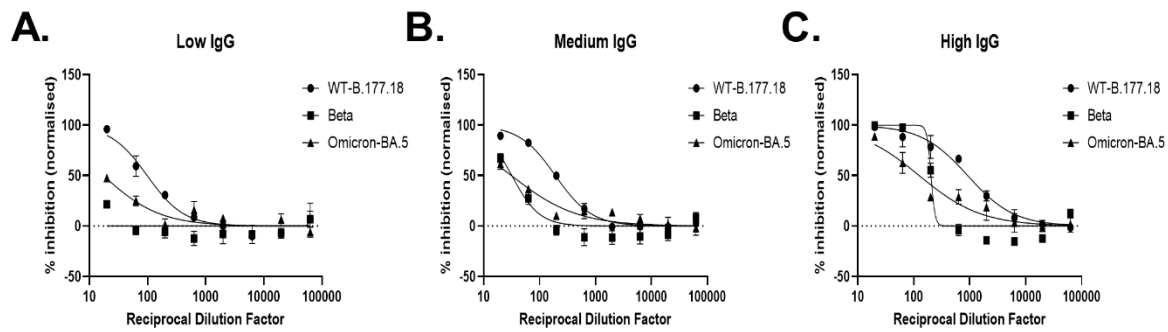 A.
Low IgG
% inhibition (normalised)
150
100
50
0
-50
10
100
1000
10000
100000
Reciprocal Dilution Factor
WT-B.177.18
Beta
Omicron-BA.5
B.
Medium IgG
% inhibition (normalised)
150
100
50
0
-50
10
100
1000
10000
100000
Reciprocal Dilution Factor
WT-B.177.18
Beta
Omicron-BA.5
C.
High IgG
% inhibition (normalised)
150
100
50
0
-50
10
100
1000
10000
100000
Reciprocal Dilution Factor
WT-B.177.18
Beta
Omicron-BA.5